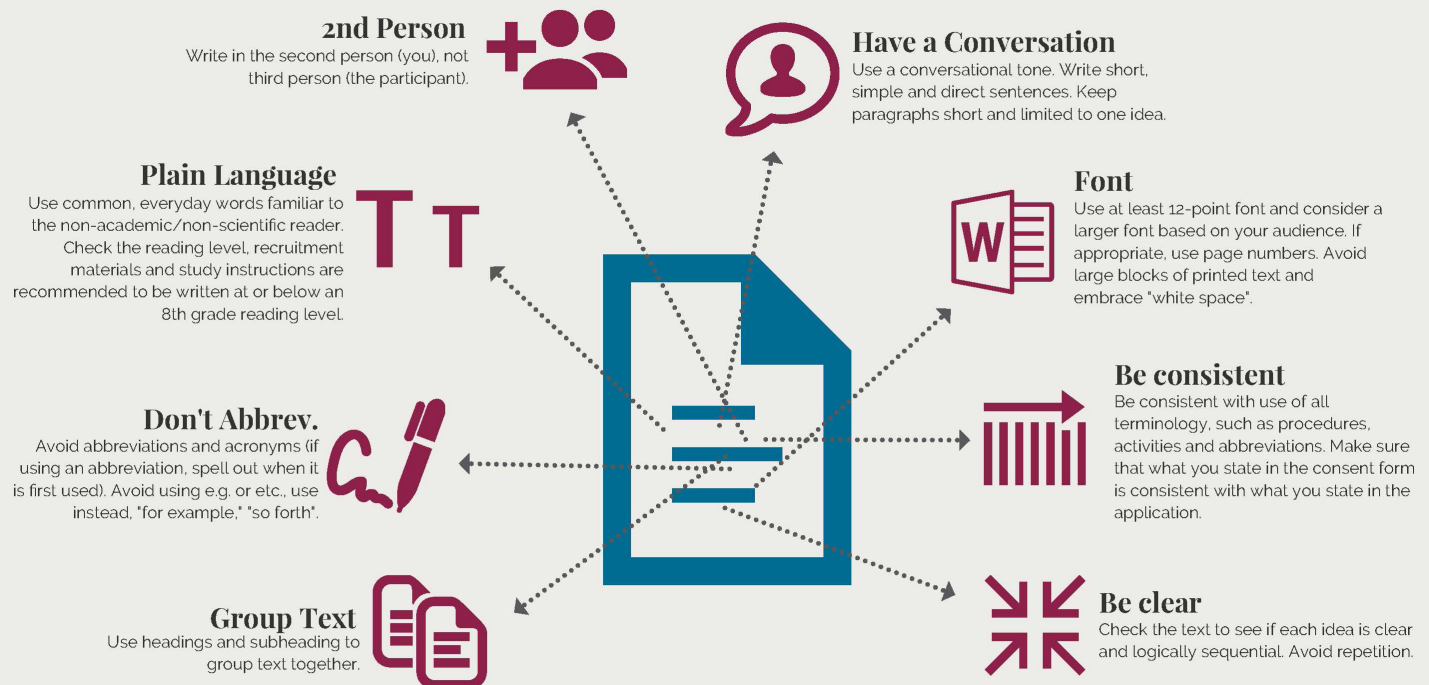 2nd Person
Write in the second person (you), not
third person (the participant).
Have a Conversation
Use a conversational tone. Write short,
simple and direct sentences. Keep
paragraphs short and limited to one idea.
Plain Language
Use common, everyday words familiar to
the non-academic/non-scientific reader.
Check the reading level, recruitment
materials and study instructions are
recommended to be written at or below an
8th grade reading level.
T T
Font
Use at least 12-point font and consider a
larger font based on your audience. If
appropriate, use page numbers. Avoid
large blocks of printed text and
embrace "white space".
W
Don't Abbrev.
Avoid abbreviations and acronyms (if
using an abbreviation, spell out when it
is first used). Avoid using e.g. or etc., use
instead, "for example," "so forth".
Be consistent
Be consistent with use of all
terminology, such as procedures,
activities and abbreviations. Make sure
that what you state in the consent form
is consistent with what you state in the
application.
Group Text
Use headings and subheading to
group text together.
Be clear
Check the text to see if each idea is clear
and logically sequential. Avoid repetition.